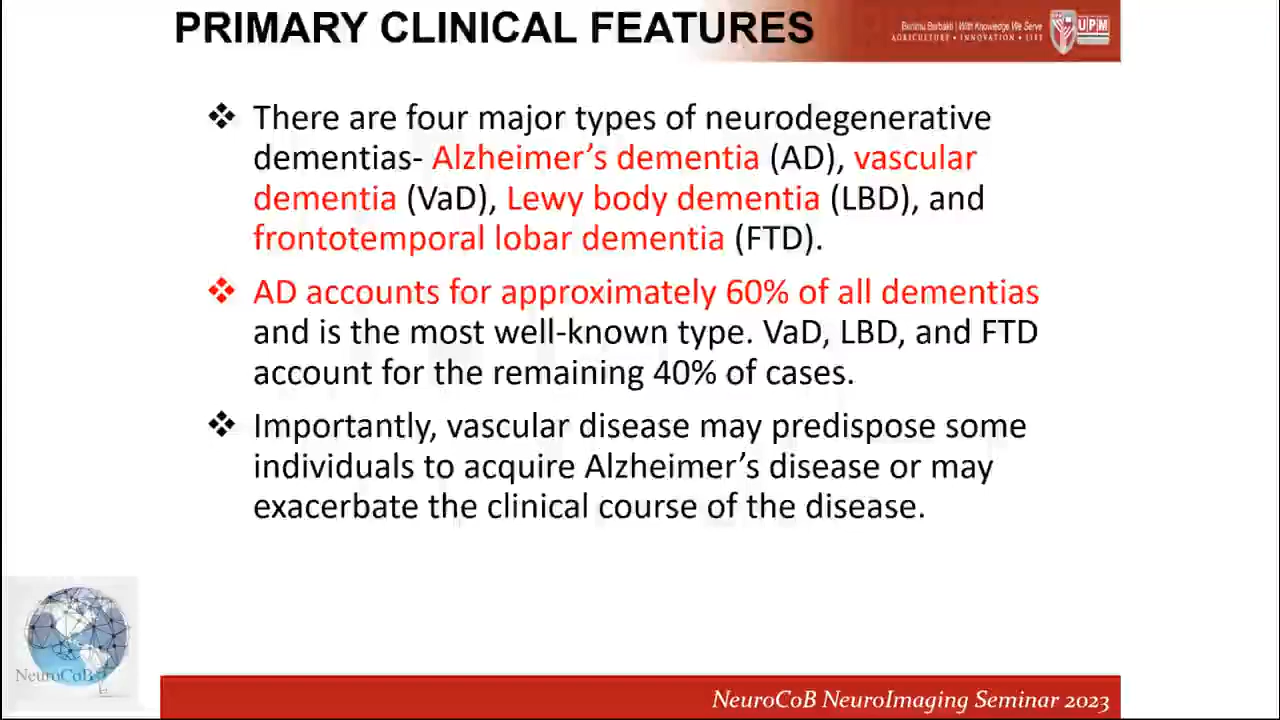 PRIMARY CLINICAL FEATURES
Berilmu Berbakti | With Knowledge We Serve
AGRICULTURE • INNOVATION • LIFE
UPM
❖ There are four major types of neurodegenerative
dementias- Alzheimer’s dementia (AD), vascular
dementia (VaD), Lewy body dementia (LBD), and
frontotemporal lobar dementia (FTD).
❖ AD accounts for approximately 60% of all dementias
and is the most well-known type. VaD, LBD, and FTD
account for the remaining 40% of cases.
❖ Importantly, vascular disease may predispose some
individuals to acquire Alzheimer’s disease or may
exacerbate the clinical course of the disease.
NeuroCoB
NeuroCoB NeuroImaging Seminar 2023